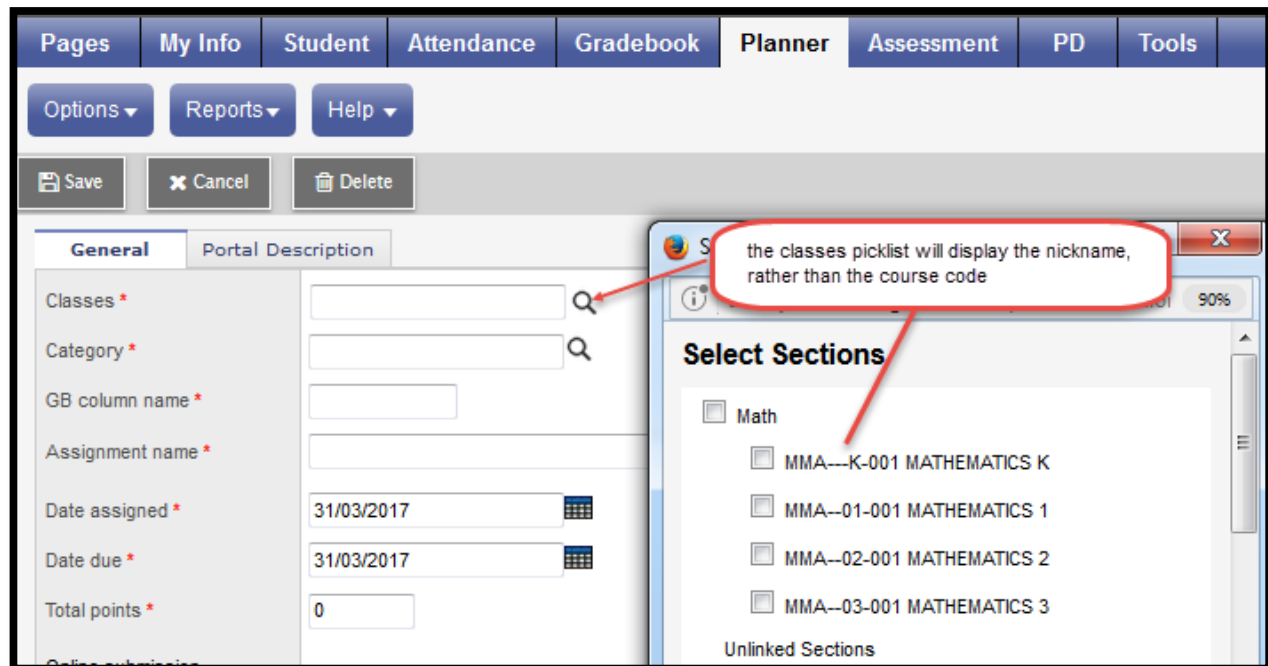 Pages My Info Student Attendance Gradebook Planner Assessment PD Tools
Options Reports Help
Save Cancel Delete
General Portal Description
Classes *
Category *
GB column name *
Assignment name *
Date assigned * 31/03/2017
Date due * 31/03/2017
Total points * 0
S
the classes picklist will display the nickname,
rather than the course code
90%
Select Sections
Math
MMA---K-001 MATHEMATICS K
MMA--01-001 MATHEMATICS 1
MMA--02-001 MATHEMATICS 2
MMA--03-001 MATHEMATICS 3
Unlinked Sections